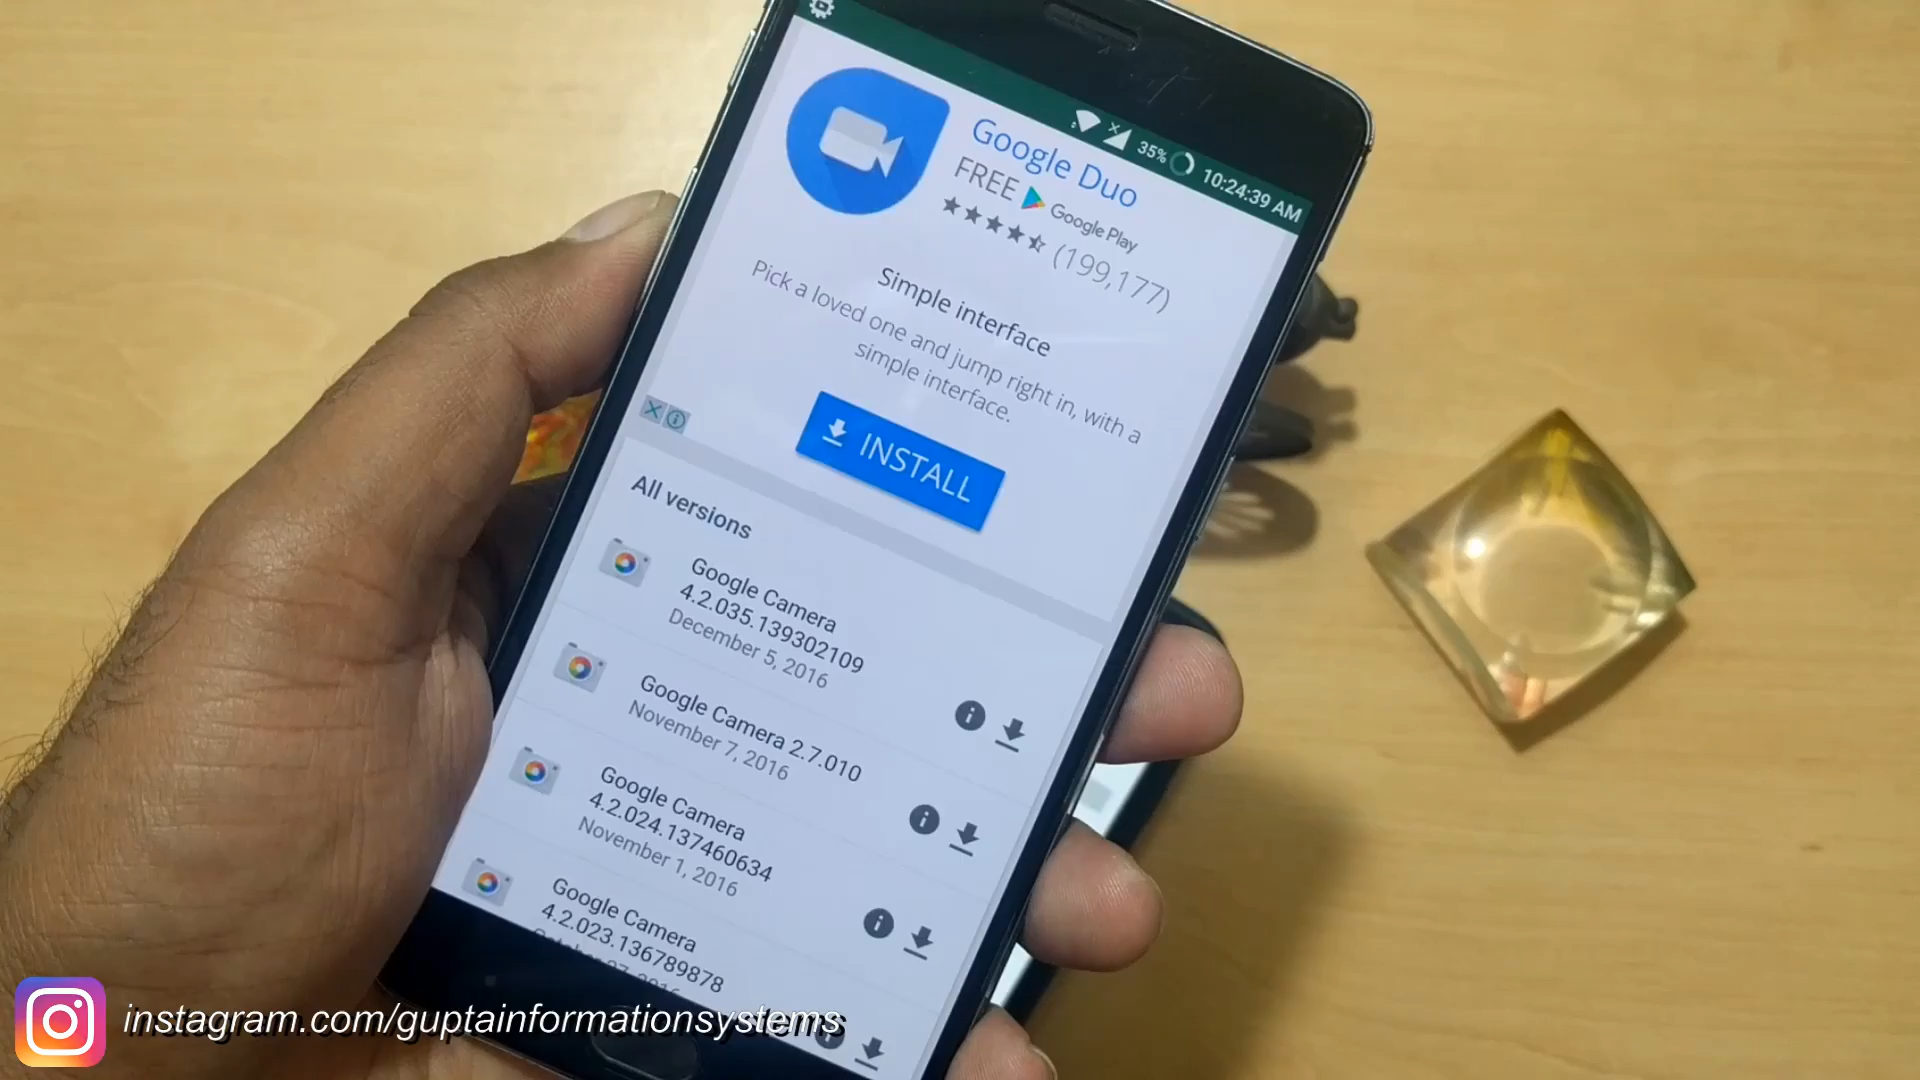 35% 10:24:39 AM
Google Duo
FREE Google Play
(199,177)
Simple interface
Pick a loved one and jump right in, with a
simple interface.
INSTALL
All versions
Google Camera
4.2.035.139302109
December 5, 2016
Google Camera 2.7.010
November 7, 2016
Google Camera
4.2.024.137460634
November 1, 2016
Google Camera
4.2.023.136789878
instagram.com/guptainformationsystems